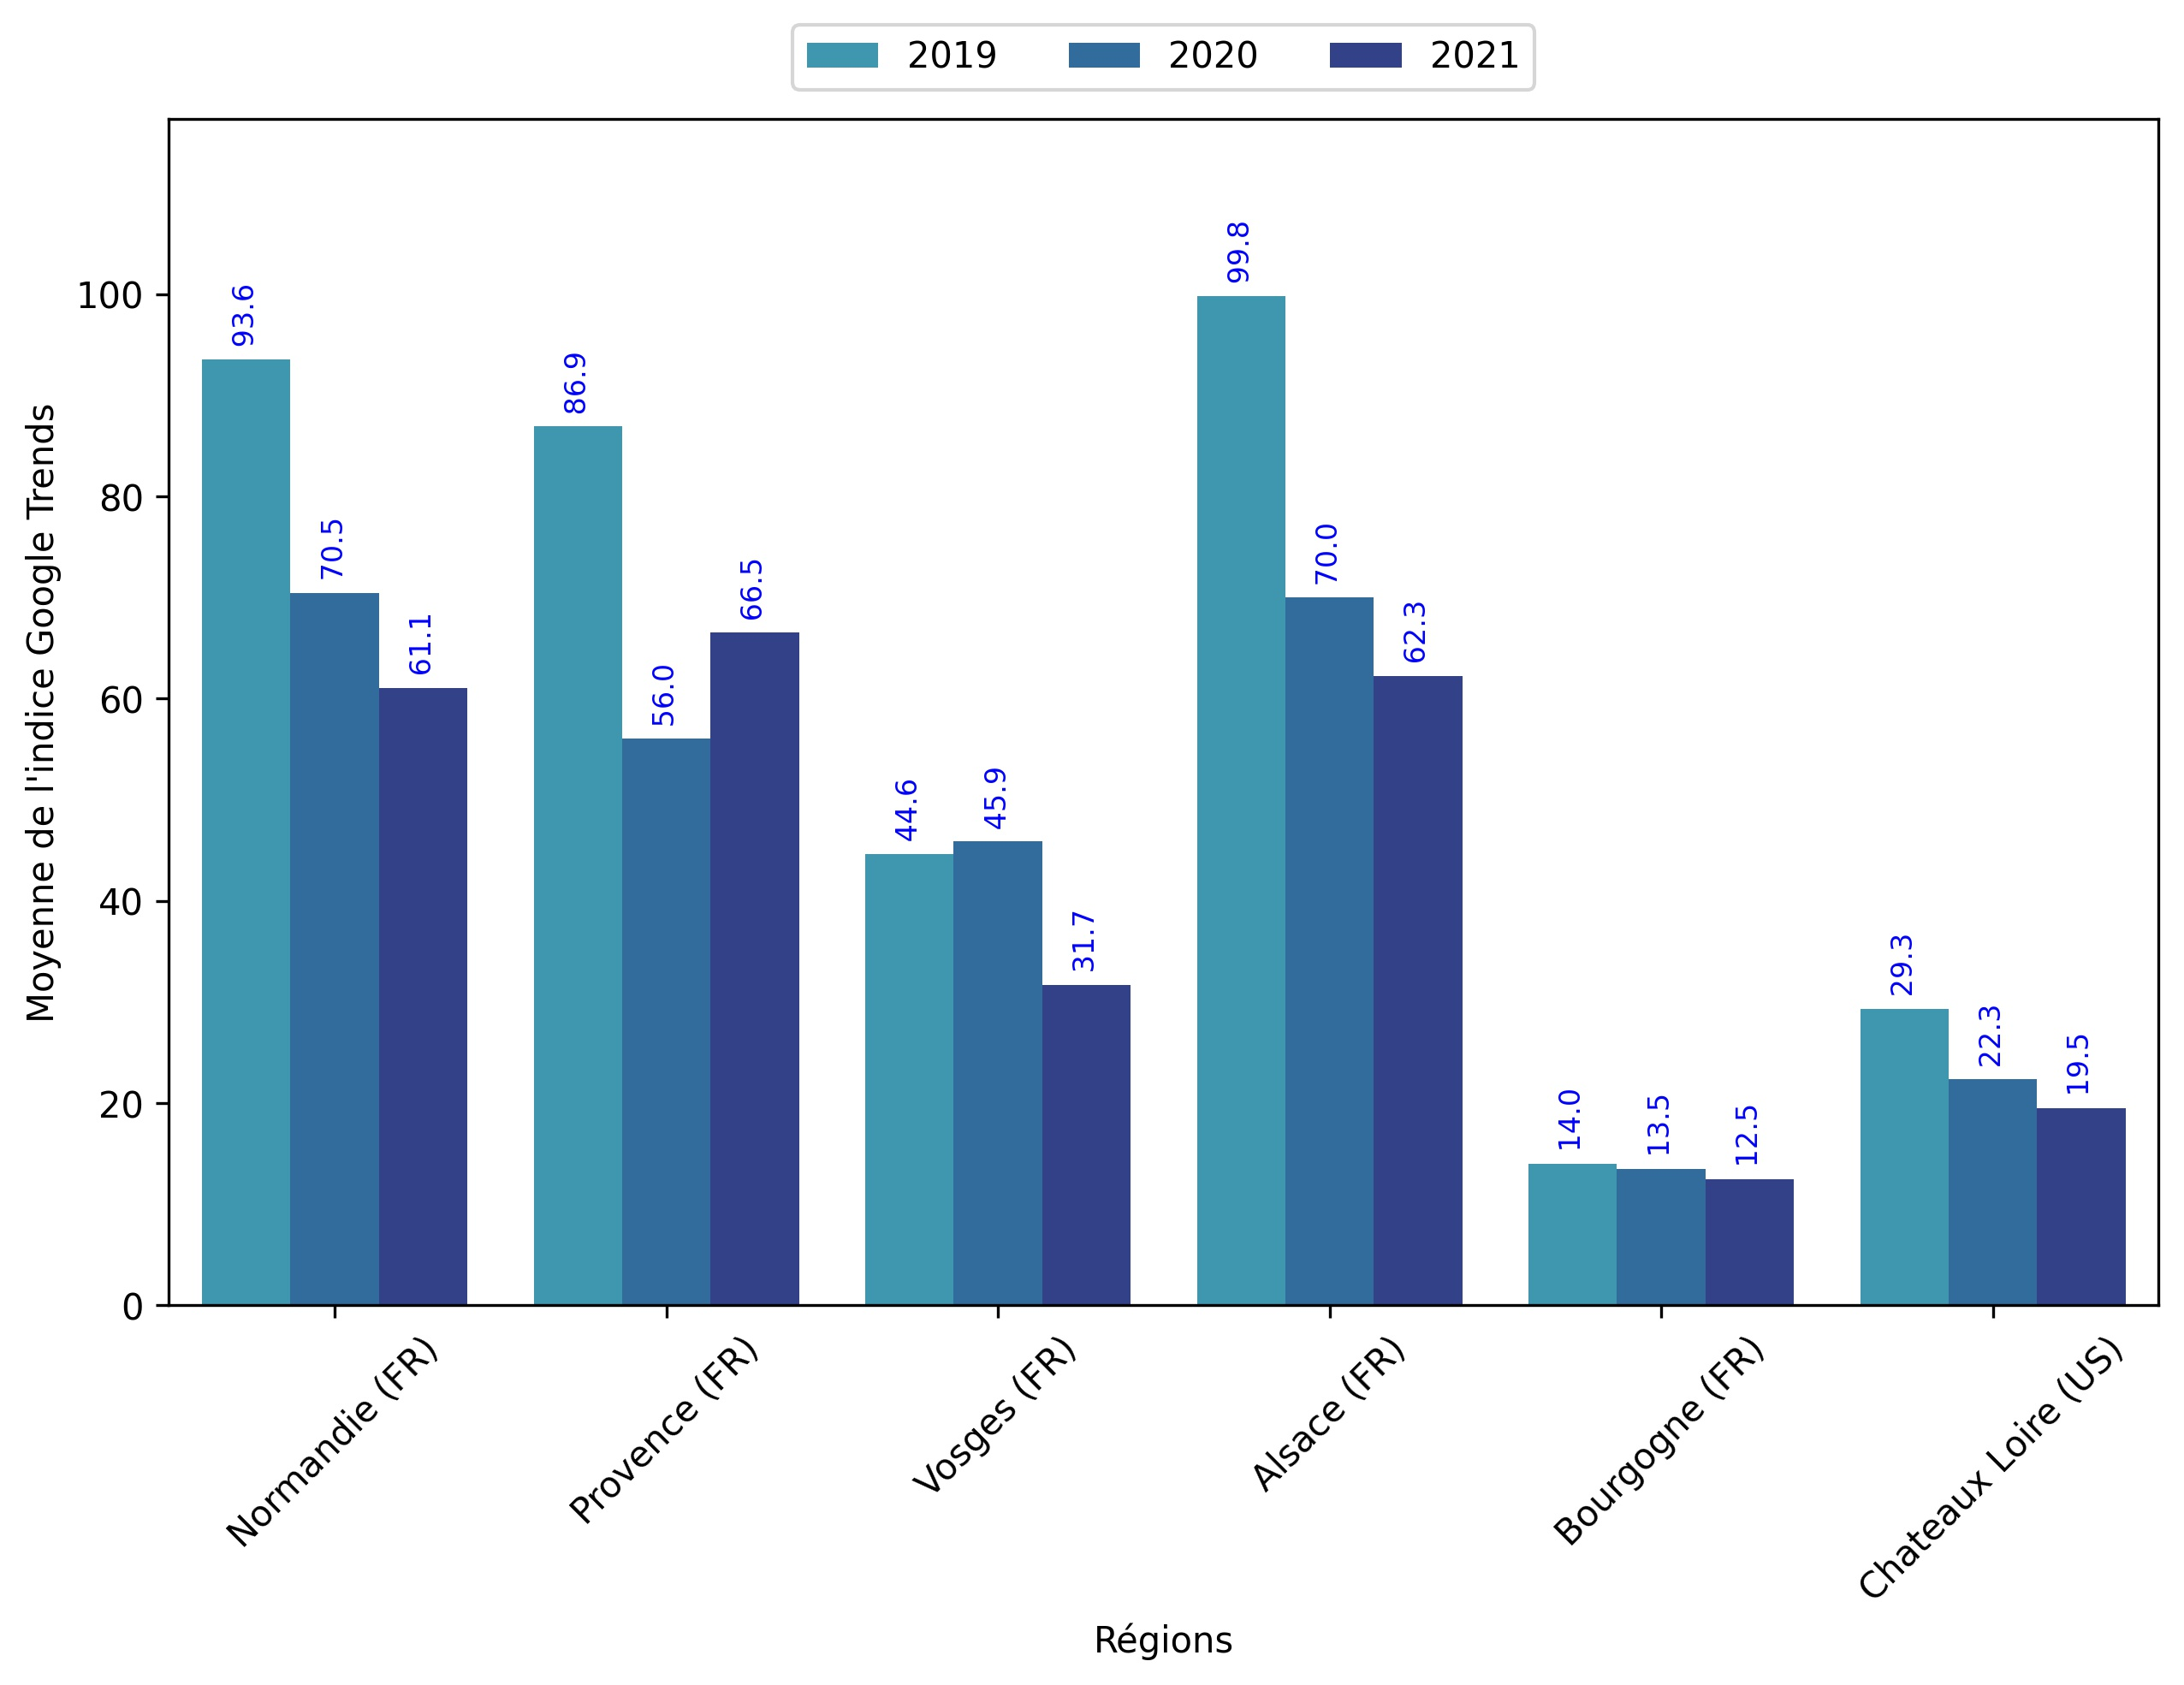 2019 2020 2021
Moyenne de l'indice Google Trends
100
80
60
40
20
0
93.6
70.5
61.1
86.9
56.0
66.5
44.6
45.9
31.7
99.8
70.0
62.3
14.0
13.5
12.5
29.3
22.3
19.5
Normandie (FR)
Provence (FR)
Vosges (FR)
Alsace (FR)
Bourgogne (FR)
Chateaux Loire (US)
Régions